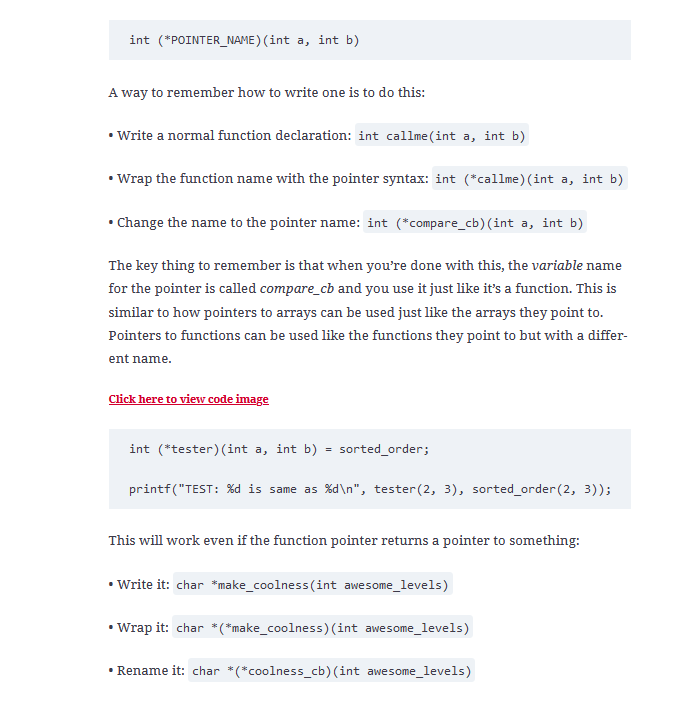 int (*POINTER_NAME)(int a, int b)
A way to remember how to write one is to do this:
• Write a normal function declaration: int callme(int a, int b)
• Wrap the function name with the pointer syntax: int (*callme)(int a, int b)
• Change the name to the pointer name: int (*compare_cb)(int a, int b)
The key thing to remember is that when you’re done with this, the variable name
for the pointer is called compare_cb and you use it just like it’s a function. This is
similar to how pointers to arrays can be used just like the arrays they point to.
Pointers to functions can be used like the functions they point to but with a differ-
ent name.
Click here to view code image
int (*tester)(int a, int b) = sorted_order;
printf("TEST: %d is same as %d\n", tester(2, 3), sorted_order(2, 3));
This will work even if the function pointer returns a pointer to something:
• Write it: char *make_coolness(int awesome_levels)
• Wrap it: char *(*make_coolness)(int awesome_levels)
• Rename it: char *(*coolness_cb)(int awesome_levels)